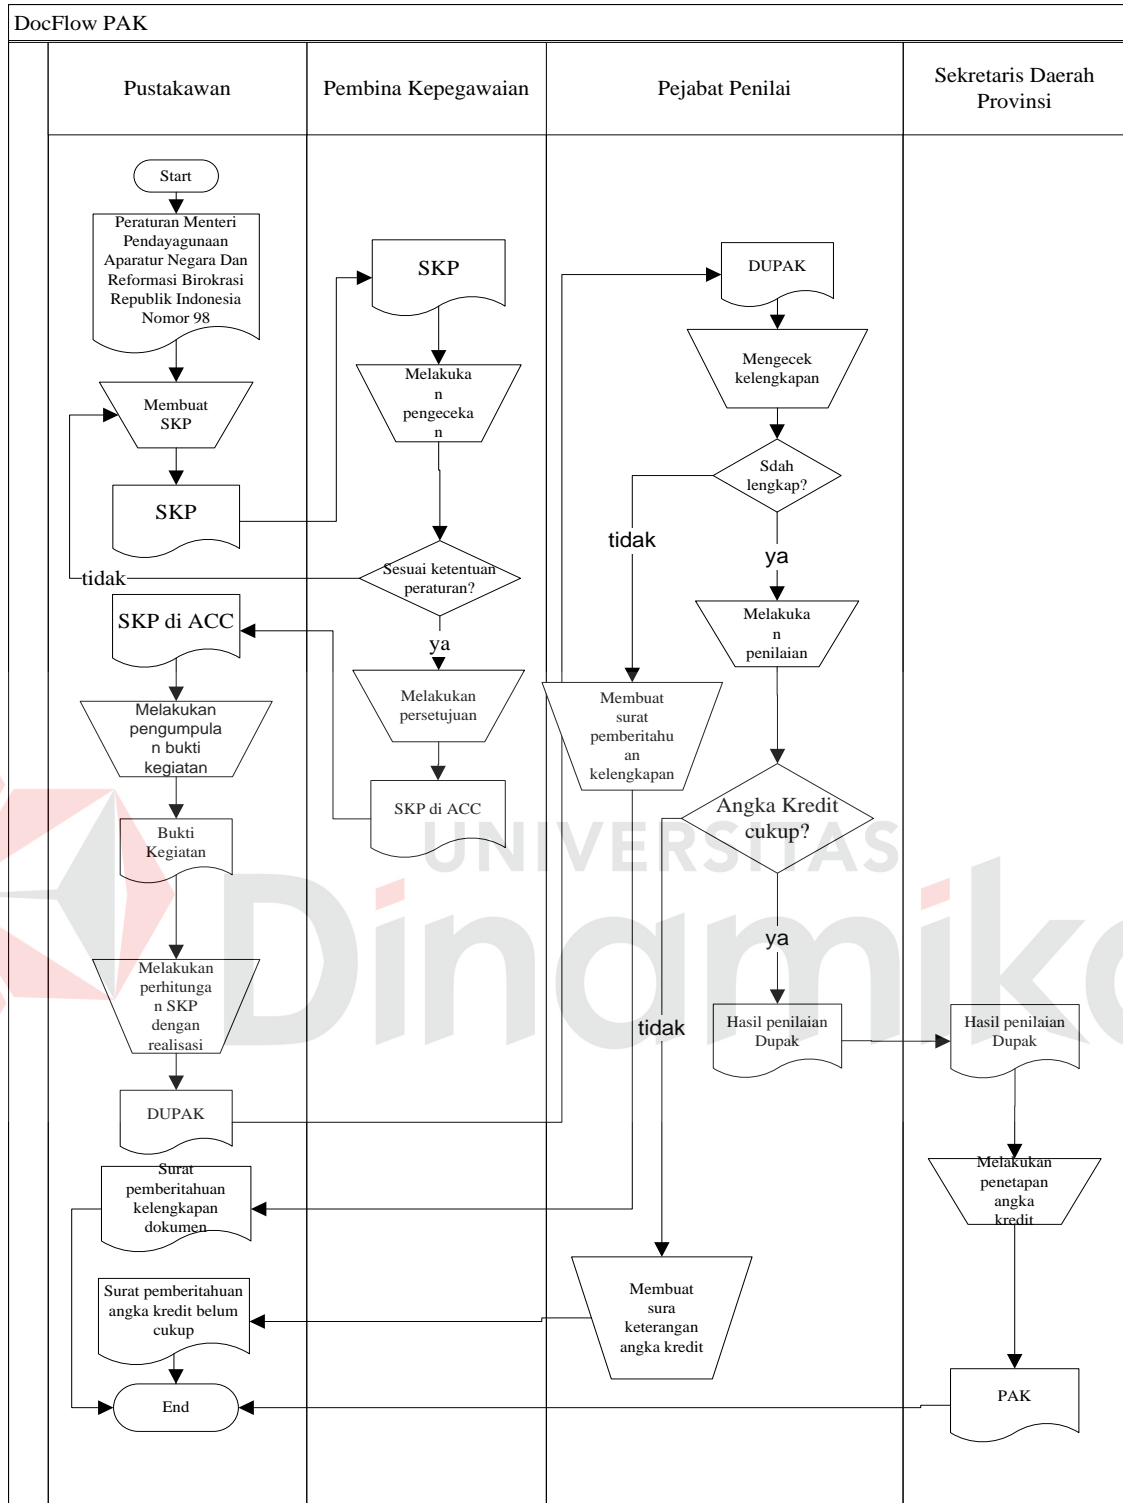 DocFlow PAK
Pustakawan
Pembina Kepegawaian
Pejabat Penilai
Sekretaris Daerah
Provinsi
Start
Peraturan Menteri
Pendayagunaan
Aparatur Negara Dan
Reformasi Birokrasi
Republik Indonesia
Nomor 98
Membuat
SKP
SKP
tidak
SKP di ACC
Melakukan
pengumpula
n bukti
kegiatan
Bukti
Kegiatan
Melakukan
perhitunga
n SKP
dengan
realisasi
DUPAK
Surat
pemberitahuan
kelengkapan
dokumen
Surat pemberitahuan
angka kredit belum
cukup
End
SKP
Melakuka
n
pengeceka
n
Sesuai ketentuan
peraturan?
ya
Melakukan
persetujuan
SKP di ACC
DUPAK
Mengecek
kelengkapan
Sdah
lengkap?
tidak
ya
Melakuka
n
penilaian
Membuat
surat
pemberitahu
an
kelengkapan
Angka Kredit
cukup?
ya
tidak
Hasil penilaian
Dupak
Membuat
sura
keterangan
angka kredit
Hasil penilaian
Dupak
Melakukan
penetapan
angka
kredit
PAK
UNIVERSITAS
Dinamika